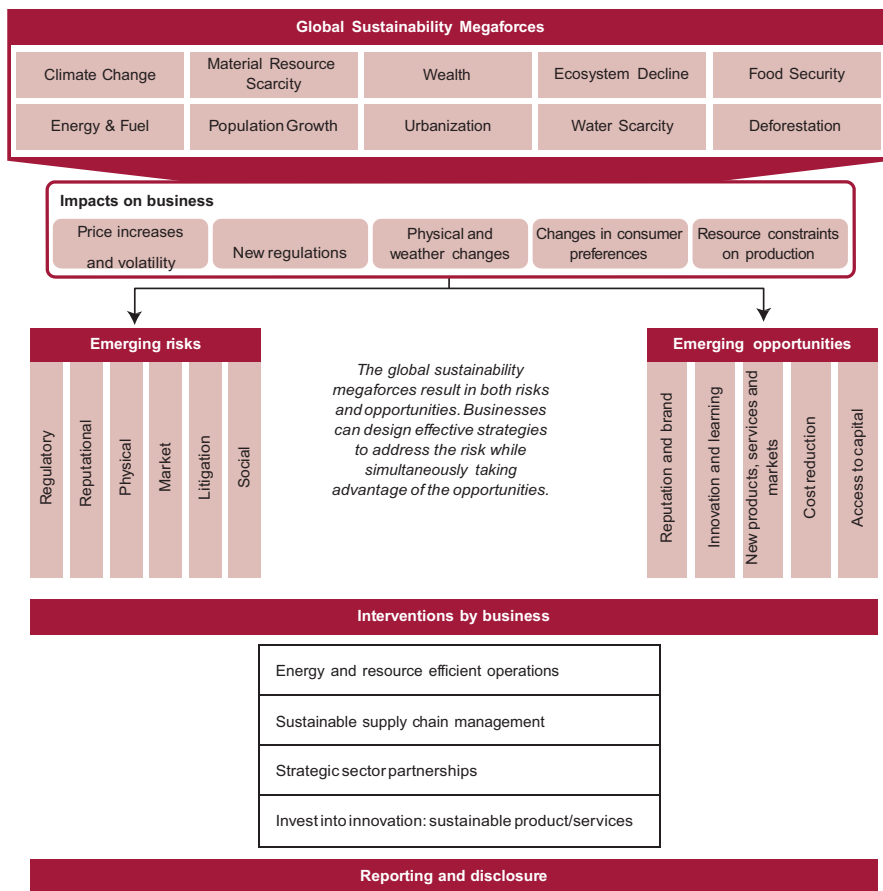 Global Sustainability Megaforces
Climate Change
Material Resource
Scarcity
Wealth
Ecosystem Decline
Food Security
Energy & Fuel
Population Growth
Urbanization
Water Scarcity
Deforestation
Impacts on business
Price increases
and volatility
New regulations
Physical and
weather changes
Changes in consumer
preferences
Resource constraints
on production
Emerging risks
Regulatory
Reputational
Physical
Market
Litigation
Social
The global sustainability
megaforces result in both risks
and opportunities. Businesses
can design effective strategies
to address the risk while
simultaneously taking
advantage of the opportunities.
Emerging opportunities
Reputation and brand
Innovation and learning
New products, services and
markets
Cost reduction
Access to capital
Interventions by business
Energy and resource efficient operations
Sustainable supply chain management
Strategic sector partnerships
Invest into innovation: sustainable product/services
Reporting and disclosure